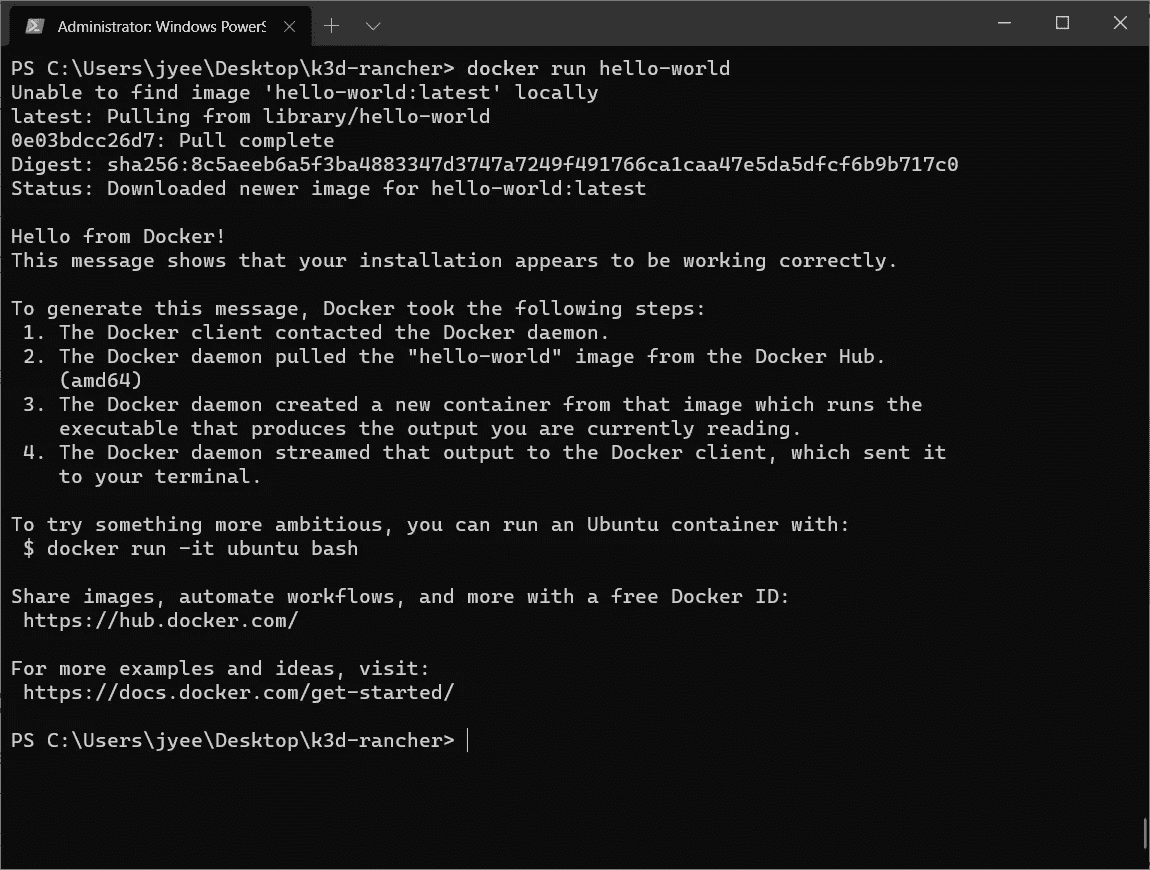 Administrator: Windows PowerS
PS C:\Users\jyee\Desktop\k3d-rancher> docker run hello-world
Unable to find image 'hello-world:latest' locally
latest: Pulling from library/hello-world
0e03bdcc26d7: Pull complete
Digest: sha256:8c5aeeb6a5f3ba4883347d3747a7249f491766ca1caa47e5da5dfcf6b9b717c0
Status: Downloaded newer image for hello-world:latest

Hello from Docker!
This message shows that your installation appears to be working correctly.

To generate this message, Docker took the following steps:
 1. The Docker client contacted the Docker daemon.
 2. The Docker daemon pulled the "hello-world" image from the Docker Hub.
    (amd64)
 3. The Docker daemon created a new container from that image which runs the
    executable that produces the output you are currently reading.
 4. The Docker daemon streamed that output to the Docker client, which sent it
    to your terminal.

To try something more ambitious, you can run an Ubuntu container with:
 $ docker run -it ubuntu bash

Share images, automate workflows, and more with a free Docker ID:
 https://hub.docker.com/

For more examples and ideas, visit:
 https://docs.docker.com/get-started/

PS C:\Users\jyee\Desktop\k3d-rancher>